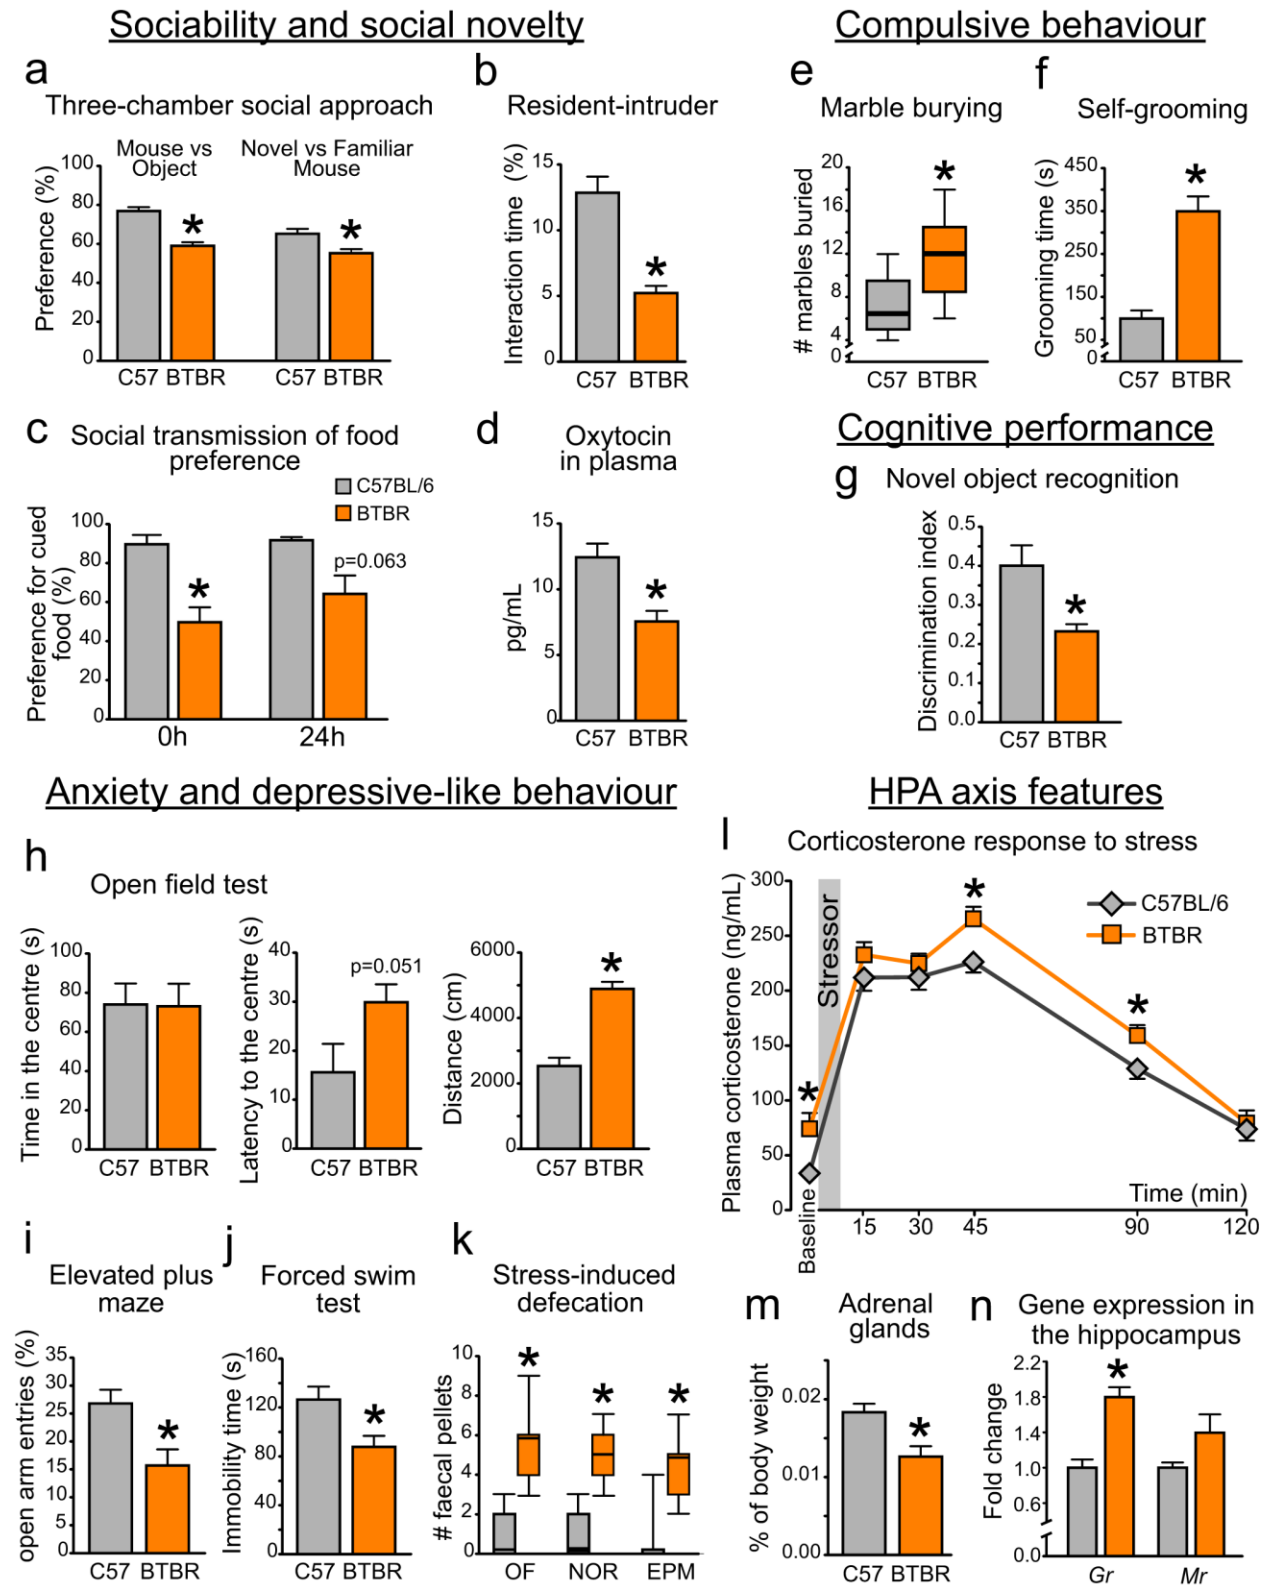 Sociability and social novelty
Compulsive behaviour
a
Three-chamber social approach
Preference (%)
100
80
60
40
20
0
Mouse vs
Object
Novel vs Familiar
Mouse
*
*
C57 BTBR
C57 BTBR
b
Resident-intruder
Interaction time (%)
15
10
5
0
*
C57 BTBR
e
Marble burying
# marbles buried
20
16
12
8
4
0
*
C57 BTBR
f
Self-grooming
Grooming time (s)
450
350
250
150
50
0
*
C57 BTBR
c
Social transmission of food
preference
C57BL/6
BTBR
Preference for cued
food (%)
100
80
60
40
20
0
*
p=0.063
0h
24h
d
Oxytocin
in plasma
pg/mL
15
10
5
0
*
C57 BTBR
Cognitive performance
g
Novel object recognition
Discrimination index
0.5
0.4
0.3
0.2
0.1
0.0
*
C57 BTBR
Anxiety and depressive-like behaviour
HPA axis features
h
Open field test
Time in the centre (s)
100
80
60
40
20
0
C57 BTBR
Latency to the centre (s)
40
30
20
10
0
p=0.051
C57 BTBR
Distance (cm)
6000
4000
2000
0
*
C57 BTBR
l
Corticosterone response to stress
Plasma corticosterone (ng/mL)
300
250
200
150
100
50
0
Stressor
*
*
*
C57BL/6
BTBR
Time (min)
Baseline
15
30
45
90
120
i
Elevated plus
maze
open arm entries (%)
35
30
25
20
15
10
5
0
*
C57 BTBR
j
Forced swim
test
Immobility time (s)
160
120
80
40
0
*
C57 BTBR
k
Stress-induced
defecation
# faecal pellets
10
8
6
4
2
0
*
*
*
OF
NOR
EPM
m
Adrenal
glands
% of body weight
0.02
0.01
0.00
*
C57 BTBR
n
Gene expression in
the hippocampus
Fold change
2.2
1.8
1.4
1.0
0.6
0.0
*
Gr
Mr